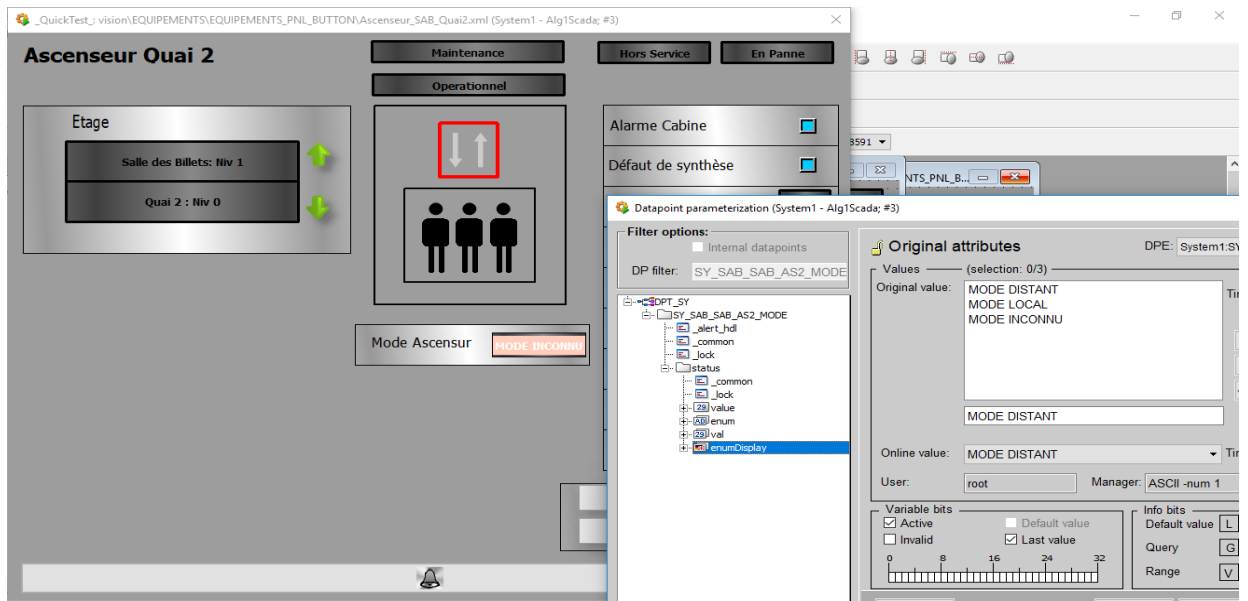 _QuickTest_: vision\EQUIPEMENTS\EQUIPEMENTS_PNL_BUTTON\Ascenseur_SAB_Quai2.xml (System1 - Alg1Scada; #3)
Ascenseur Quai 2
Maintenance
Hors Service
En Panne
Operationnel
Etage
Salle des Billets: Niv 1
Quai 2 : Niv 0
Alarme Cabine
Défaut de synthèse
Mode Ascensur
MODE INCONNU
8591
NTS_PNL_B...
Datapoint parameterization (System1 - Alg1Scada; #3)
Filter options:
Internal datapoints
DP filter:
SY_SAB_SAB_AS2_MODE
DPT_SY
SY_SAB_SAB_AS2_MODE
_alert_hdl
_common
_lock
status
_common
_lock
value
enum
val
enumDisplay
Original attributes
DPE:
System1:SY
Values
(selection: 0/3)
Original value:
MODE DISTANT
MODE LOCAL
MODE INCONNU
MODE DISTANT
Online value:
MODE DISTANT
User:
root
Manager:
ASCII -num 1
Variable bits
Active
Default value
Invalid
Last value
0 8 16 24 32
Info bits
Default value
L
Query
G
Range
V